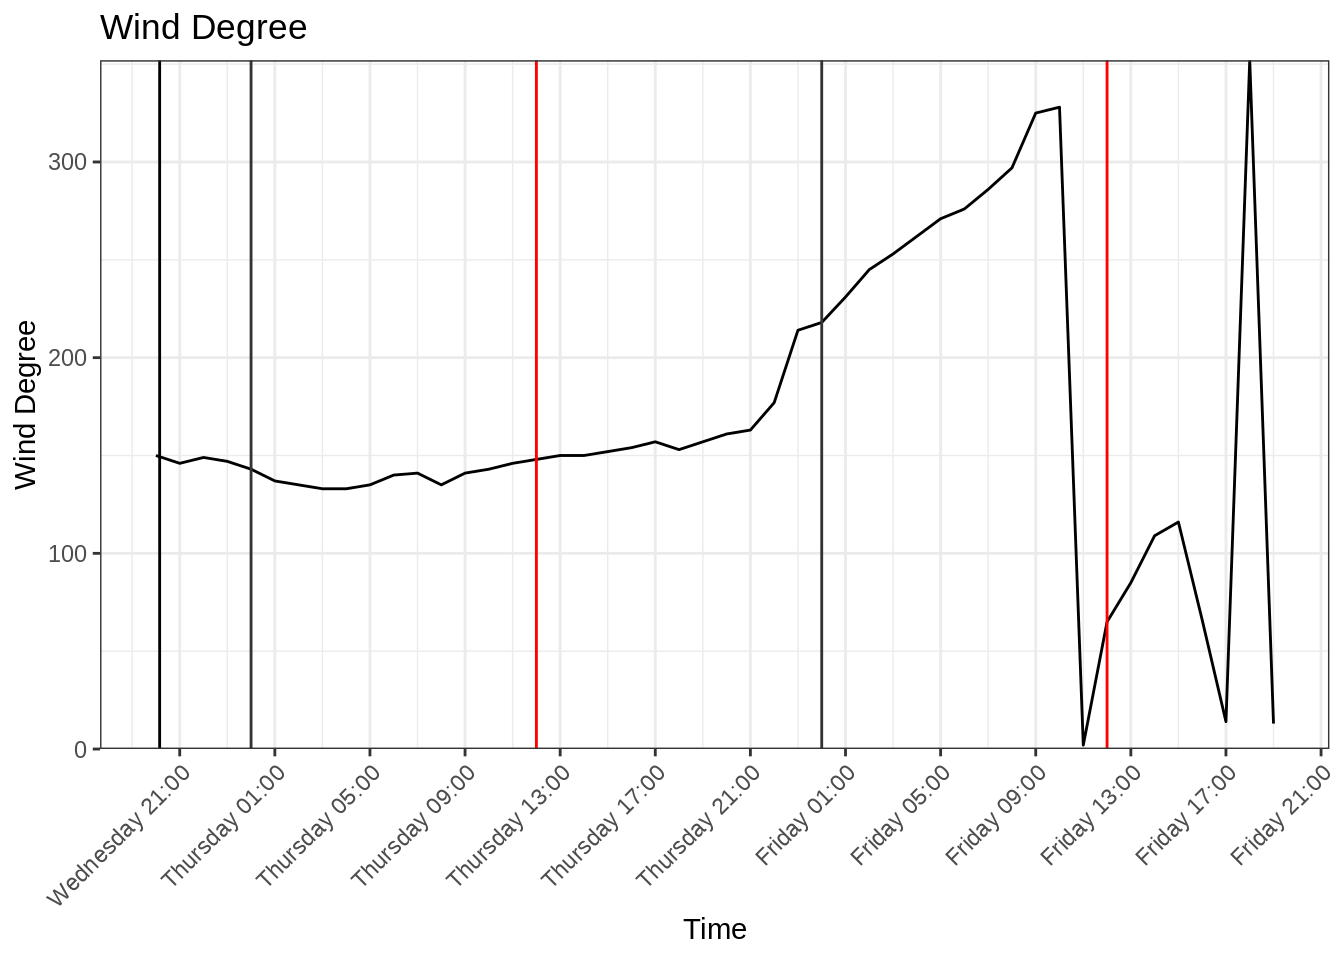 Wind Degree
Wind Degree
300
200
100
0
Wednesday 21:00
Thursday 01:00
Thursday 05:00
Thursday 09:00
Thursday 13:00
Thursday 17:00
Thursday 21:00
Friday 01:00
Friday 05:00
Friday 09:00
Friday 13:00
Friday 17:00
Friday 21:00
Time